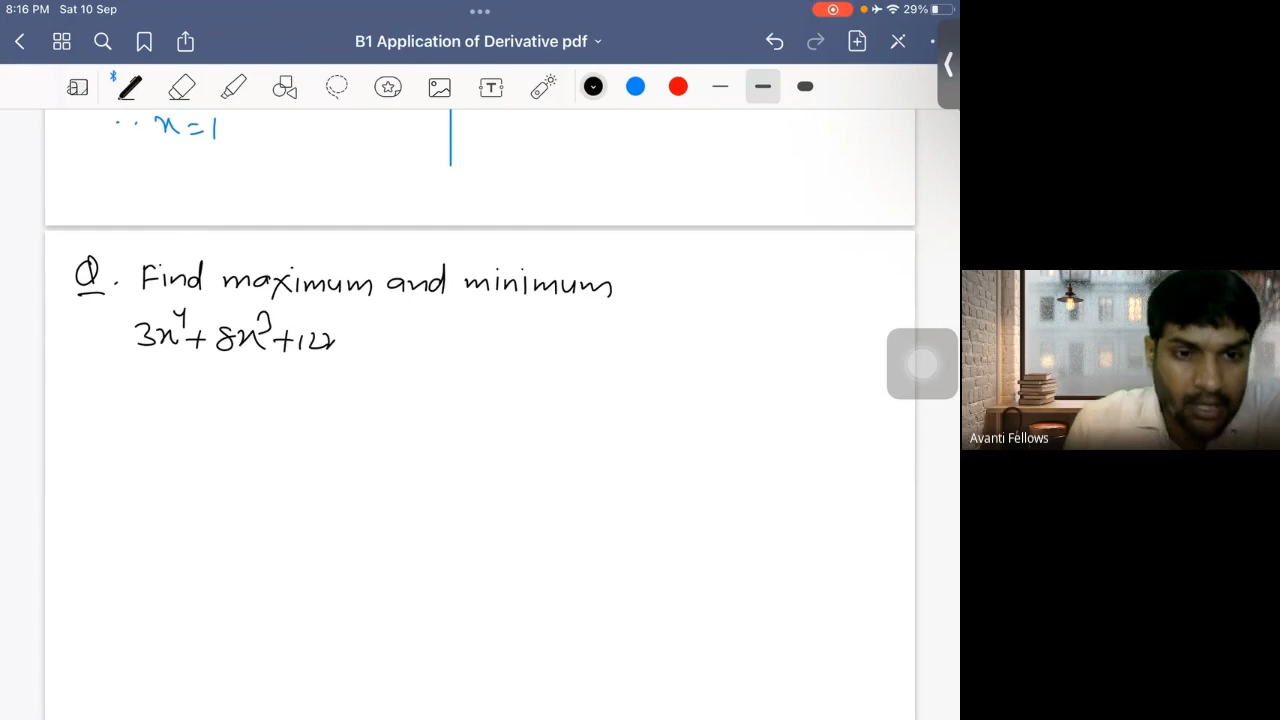 8:16 PM Sat 10 Sep
29%
B1 Application of Derivative pdf
T
∴ x = 1
Q. Find maximum and minimum
3x⁴ + 8x³ + 12x
Avanti Fellows